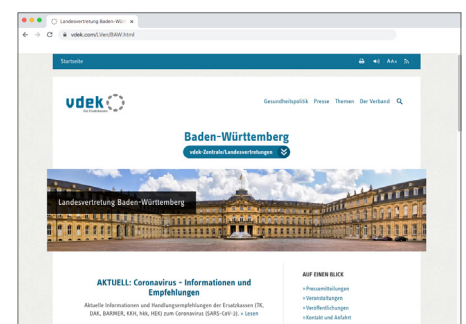 Landesvertretung Baden-Würt
vdek.com/LVen/BAW.html
Startseite
AAA
vdek
Die Ersatzkassen
Gesundheitspolitik Presse Themen Der Verband
Baden-Württemberg
vdek-Zentrale/Landesvertretungen
Landesvertretung Baden-Württemberg
AKTUELL: Coronavirus - Informationen und
Empfehlungen
Aktuelle Informationen und Handlungsempfehlungen der Ersatzkassen (TK,
DAK, BARMER, KKH, hkk, HEK) zum Coronavirus (SARS-CoV-2). » Lesen
AUF EINEN BLICK
» Pressemitteilungen
» Veranstaltungen
» Veröffentlichungen
» Kontakt und Anfahrt